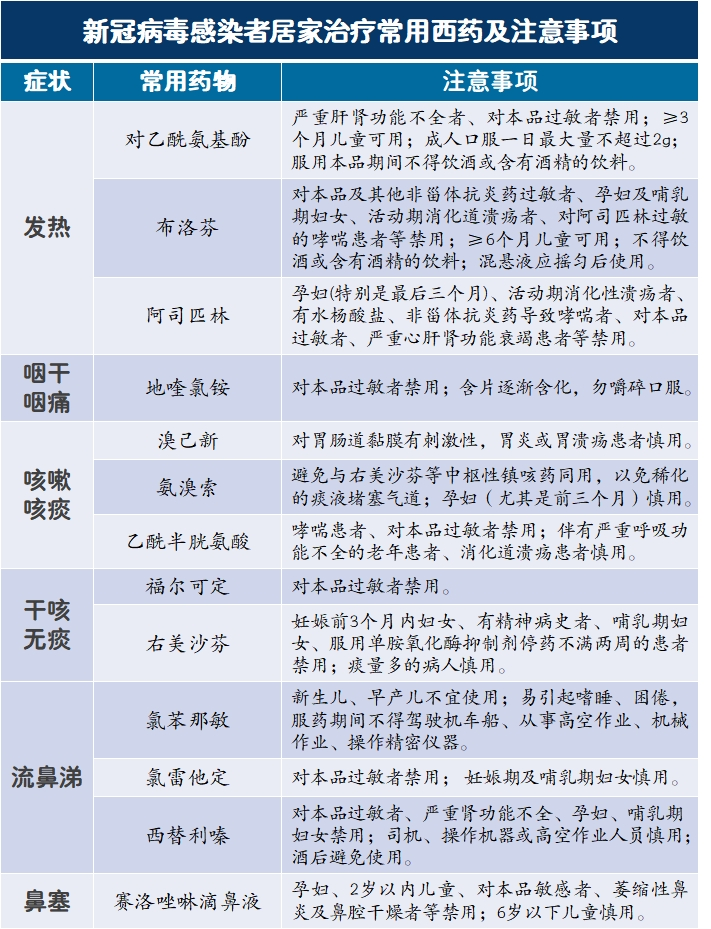 新冠病毒感染者居家治疗常用西药及注意事项
症状 常用药物 注意事项
发热
对乙酰氨基酚
严重肝肾功能不全者、对本品过敏者禁用；≥3
个月儿童可用；成人口服一日最大量不超过2g；
服用本品期间不得饮酒或含有酒精的饮料。
布洛芬
对本品及其他非甾体抗炎药过敏者、孕妇及哺乳
期妇女、活动期消化道溃疡者、对阿司匹林过敏
的哮喘患者等禁用；≥6个月儿童可用；不得饮
酒或含有酒精的饮料；混悬液应摇匀后使用。
阿司匹林
孕妇(特别是最后三个月)、活动期消化性溃疡者、
有水杨酸盐、非甾体抗炎药导致哮喘者、对本品
过敏者、严重心肝肾功能衰竭患者等禁用。
咽干
咽痛
地喹氯铵
对本品过敏者禁用；含片逐渐含化，勿嚼碎口服。
咳嗽
咳痰
溴己新
对胃肠道黏膜有刺激性，胃炎或胃溃疡患者慎用。
氨溴索
避免与右美沙芬等中枢性镇咳药同用，以免稀化
的痰液堵塞气道；孕妇（尤其是前三个月）慎用。
乙酰半胱氨酸
哮喘患者、对本品过敏者禁用；伴有严重呼吸功
能不全的老年患者、消化道溃疡患者慎用。
干咳
无痰
福尔可定
对本品过敏者禁用。
右美沙芬
妊娠前3个月内妇女、有精神病史者、哺乳期妇
女、服用单胺氧化酶抑制剂停药不满两周的患者
禁用；痰量多的病人慎用。
流鼻涕
氯苯那敏
新生儿、早产儿不宜使用；易引起嗜睡、困倦，
服药期间不得驾驶机车船、从事高空作业、机械
作业、操作精密仪器。
氯雷他定
对本品过敏者禁用； 妊娠期及哺乳期妇女慎用。
西替利嗪
对本品过敏者、严重肾功能不全、孕妇、哺乳期
妇女禁用；司机、操作机器或高空作业人员慎用；
酒后避免使用。
鼻塞
赛洛唑啉滴鼻液
孕妇、2岁以内儿童、对本品敏感者、萎缩性鼻
炎及鼻腔干燥者等禁用；6岁以下儿童慎用。